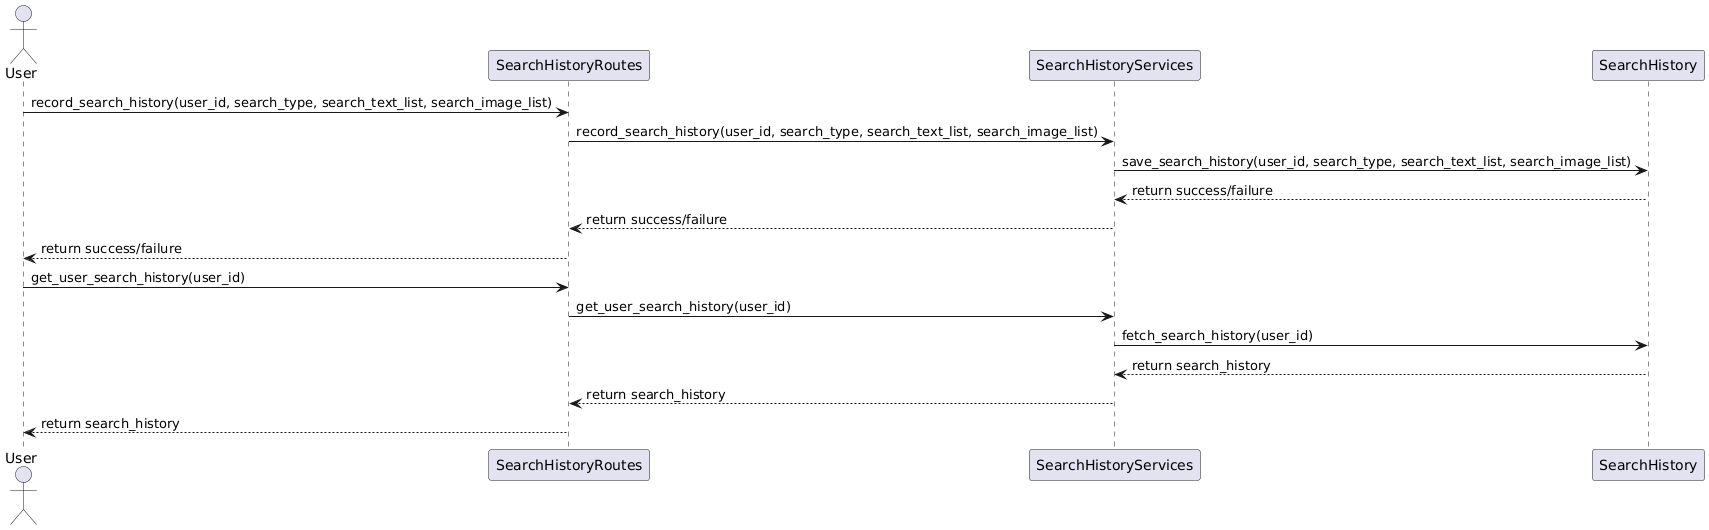 User
SearchHistoryRoutes
SearchHistoryServices
SearchHistory
record_search_history(user_id, search_type, search_text_list, search_image_list)
record_search_history(user_id, search_type, search_text_list, search_image_list)
save_search_history(user_id, search_type, search_text_list, search_image_list)
return success/failure
return success/failure
return success/failure
get_user_search_history(user_id)
get_user_search_history(user_id)
fetch_search_history(user_id)
return search_history
return search_history
return search_history
User
SearchHistoryRoutes
SearchHistoryServices
SearchHistory